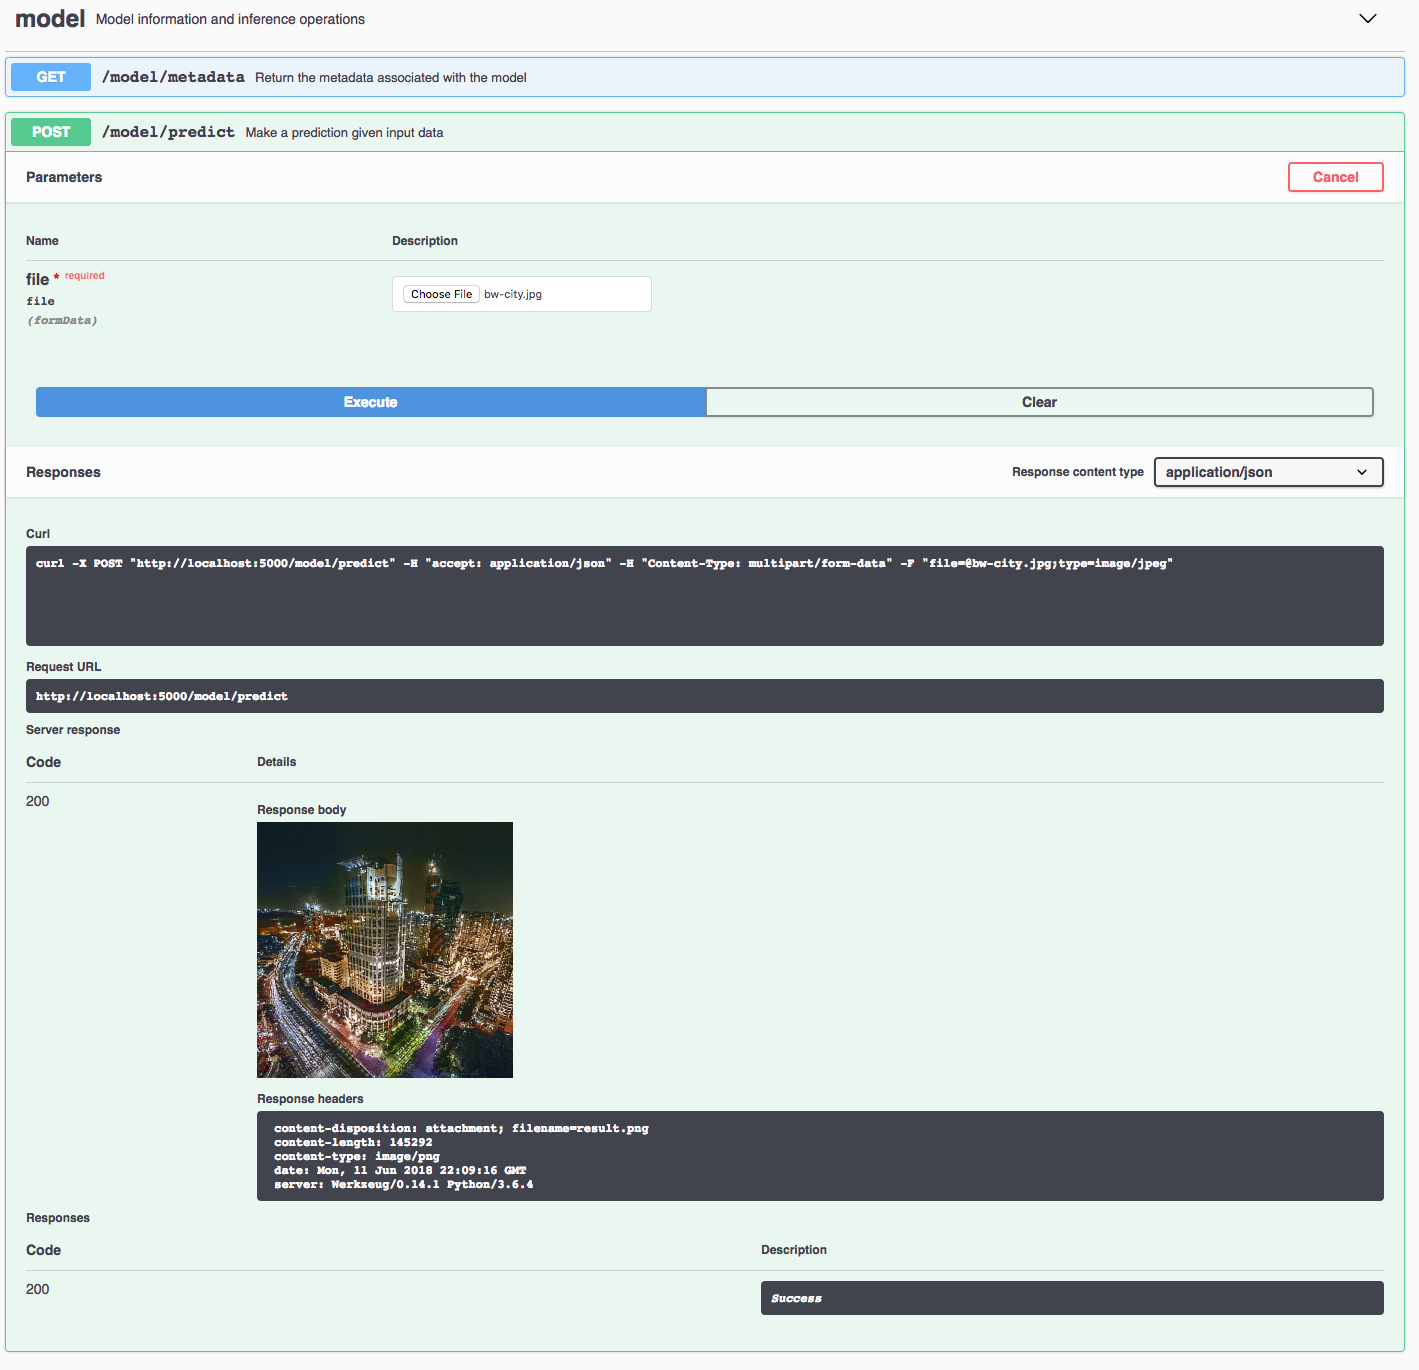 model Model information and inference operations
GET /model/metadata Return the metadata associated with the model
POST /model/predict Make a prediction given input data
Parameters Cancel
Name Description
file * required
Choose File bw-city.jpg
file
(formData)
Execute Clear
Responses Response content type application/json
Curl
curl -X POST "http://localhost:5000/model/predict" -H "accept: application/json" -H "Content-Type: multipart/form-data" -F "file=@bw-city.jpg;type=image/jpeg"
Request URL
http://localhost:5000/model/predict
Server response
Code Details
200
Response body
Response headers
content-disposition: attachment; filename=result.png
content-length: 145292
content-type: image/png
date: Mon, 11 Jun 2018 22:09:16 GMT
server: Werkzeug/0.14.1 Python/3.6.4
Responses
Code Description
200
Success